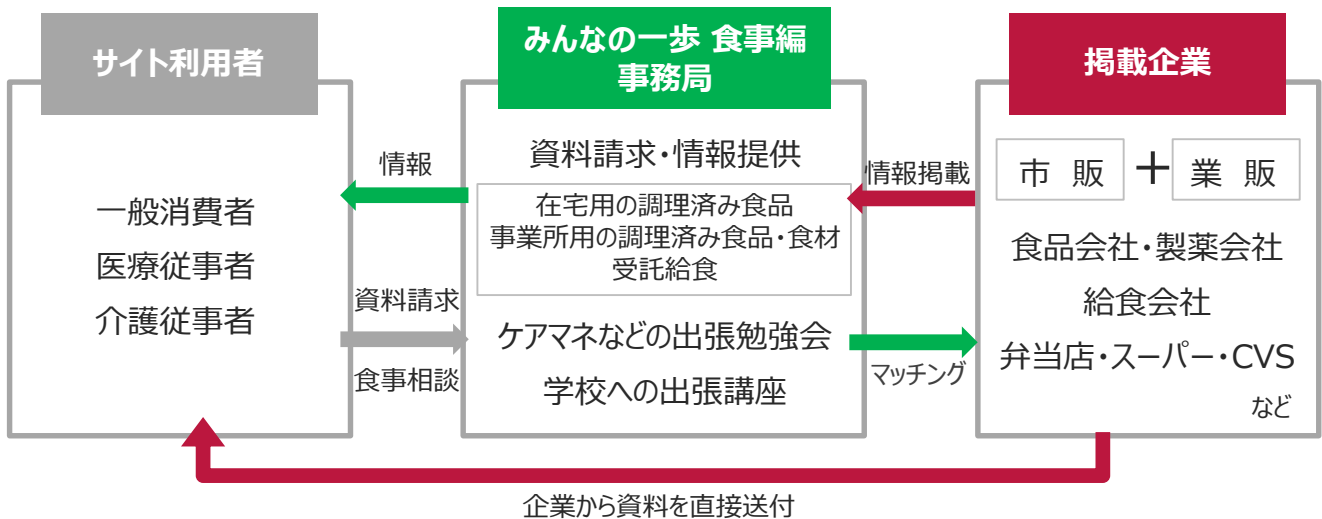 サイト利用者
一般消費者
医療従事者
介護従事者
情報
資料請求
食事相談
みんなの一歩 食事編
事務局
資料請求・情報提供
在宅用の調理済み食品
事業所用の調理済み食品・食材
受託給食
ケアマネなどの出張勉強会
学校への出張講座
情報掲載
マッチング
掲載企業
市 販 + 業 販
食品会社・製薬会社
給食会社
弁当店・スーパー・CVS
など
企業から資料を直接送付